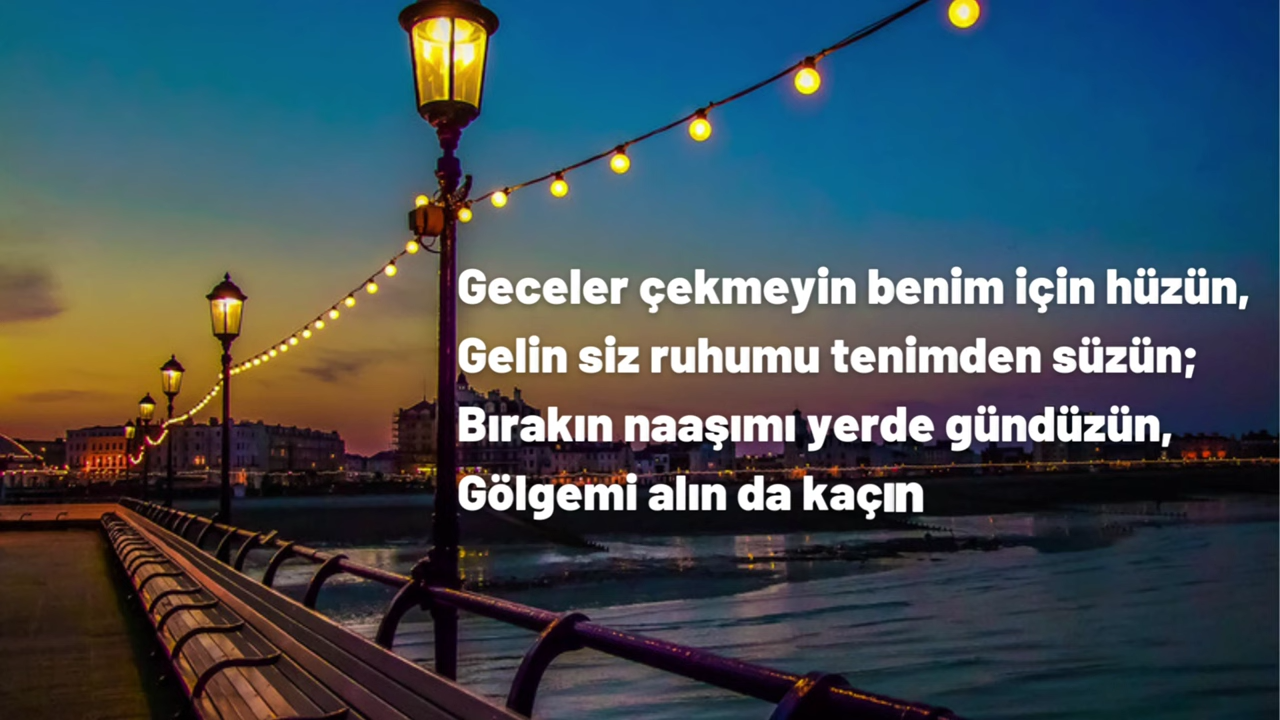 Geceler çekmeyin benim için hüzün,
Gelin siz ruhumu tenimden süzün;
Bırakın naaşımı yerde gündüzün,
Gölgemi alın da kaçın